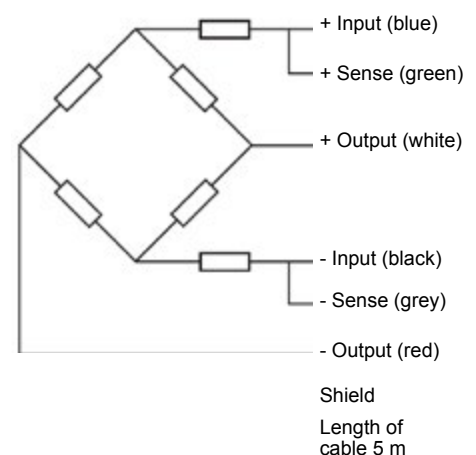 + Input (blue)
+ Sense (green)
+ Output (white)
- Input (black)
- Sense (grey)
- Output (red)
Shield
Length of
cable 5 m